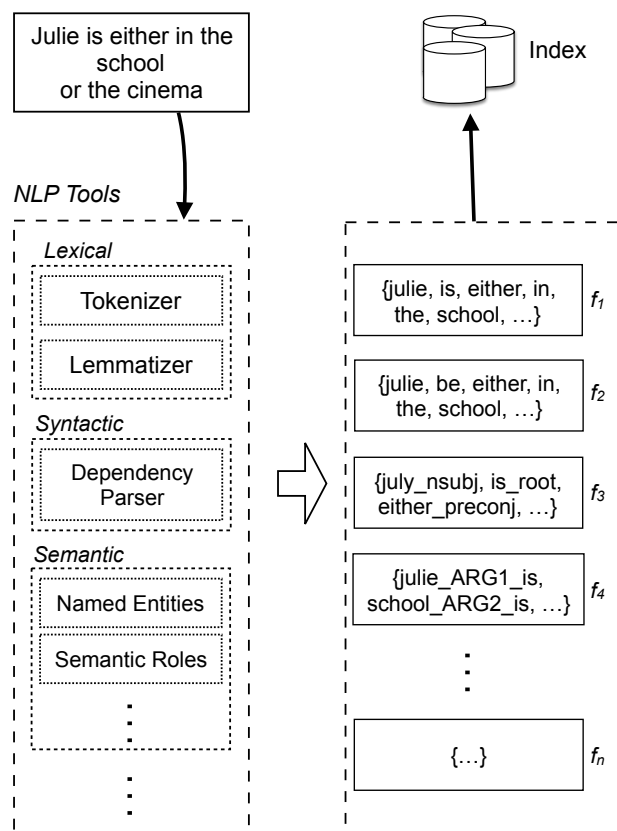 Julie is either in the
school
or the cinema
Index
NLP Tools
Lexical
Tokenizer
Lemmatizer
Syntactic
Dependency
Parser
Semantic
Named Entities
Semantic Roles
{julie, is, either, in,
the, school, …}
f1
{julie, be, either, in,
the, school, …}
f2
{july_nsubj, is_root,
either_preconj, …}
f3
{julie_ARG1_is,
school_ARG2_is, …}
f4
{…}
fn